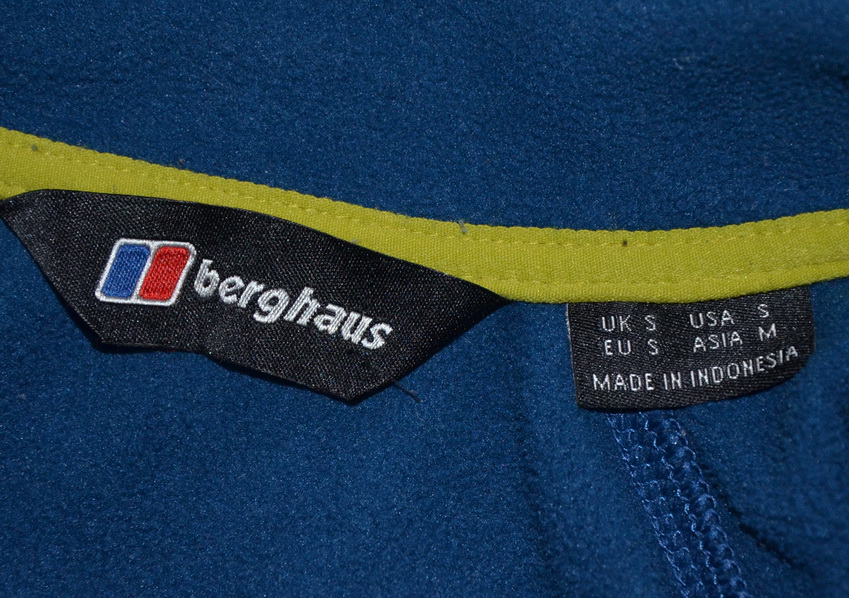 berghaus
UK S USA S
EU S ASIA M
MADE IN INDONESIA